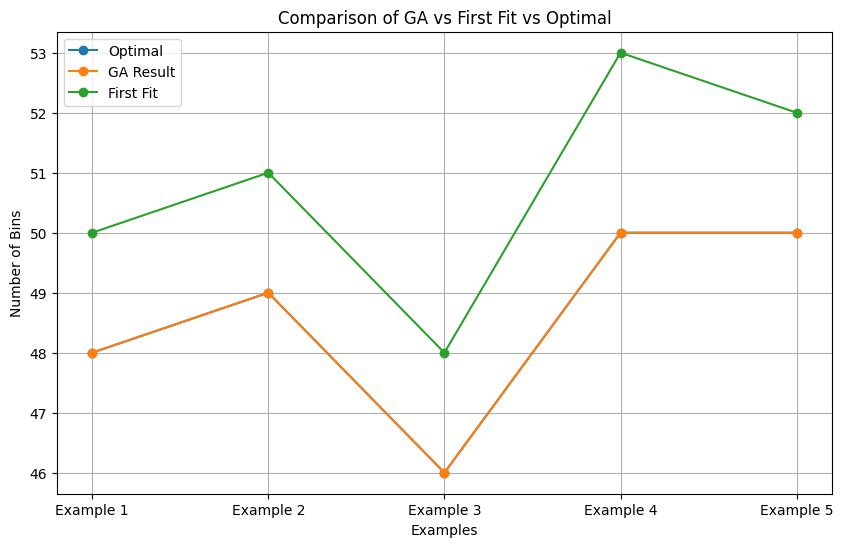 Comparison of GA vs First Fit vs Optimal
Optimal
GA Result
First Fit
53
52
51
50
49
48
47
46
Number of Bins
Example 1
Example 2
Example 3
Example 4
Example 5
Examples